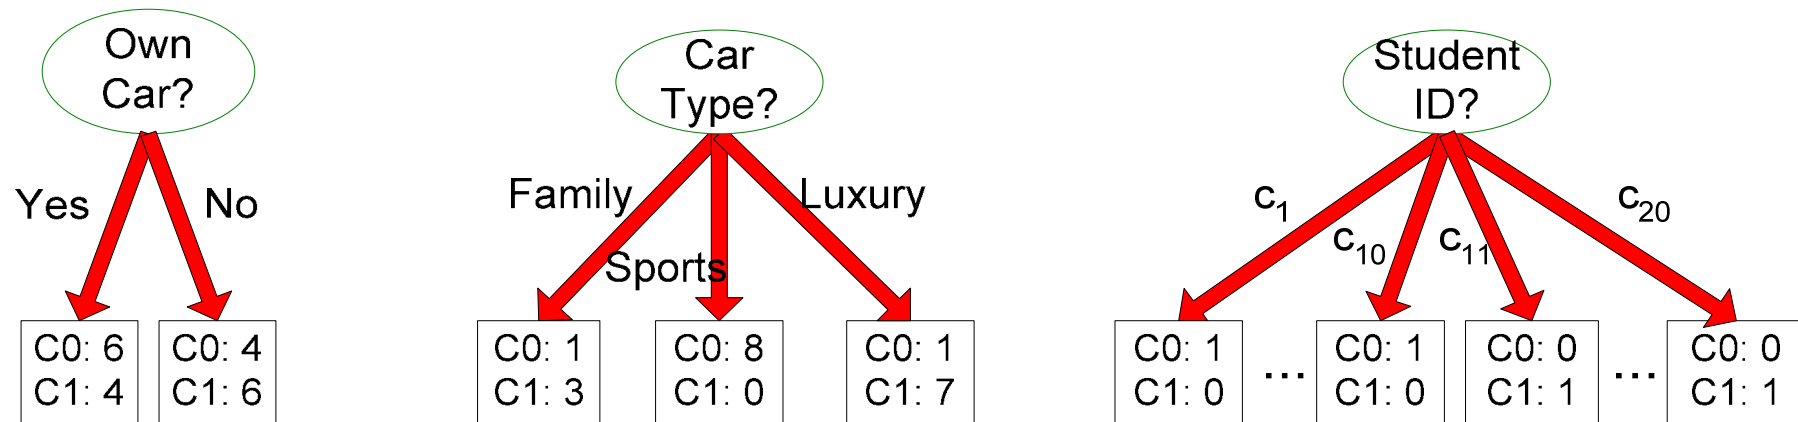 Own
Car?
Yes
No
C0: 6
C1: 4
C0: 4
C1: 6
Car
Type?
Family
Sports
Luxury
C0: 1
C1: 3
C0: 8
C1: 0
C0: 1
C1: 7
Student
ID?
c1
c10
c11
c20
C0: 1
C1: 0
...
C0: 1
C1: 0
C0: 0
C1: 1
...
C0: 0
C1: 1